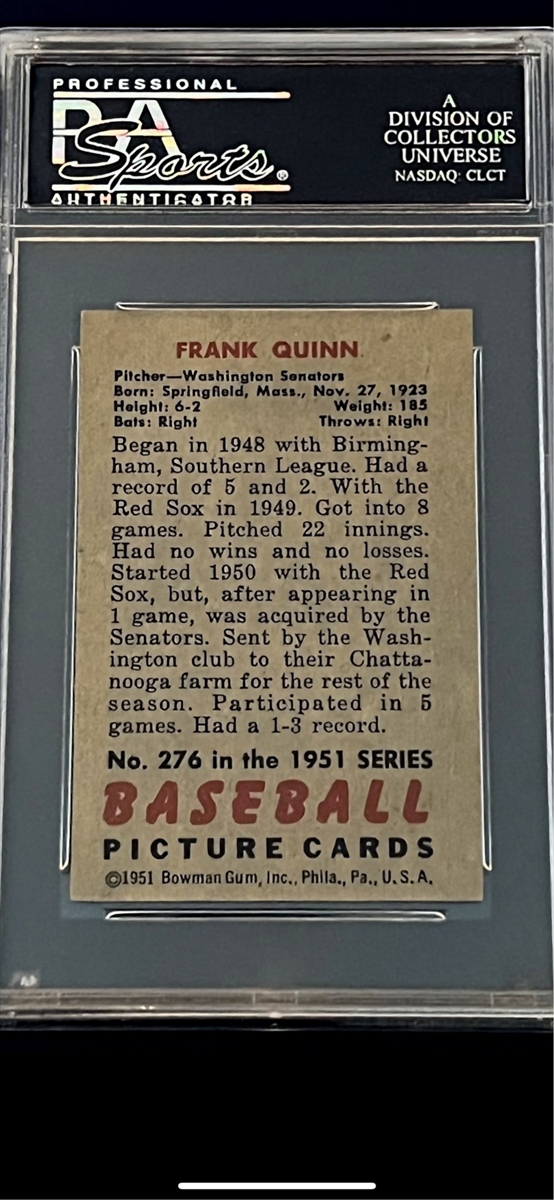 PROFESSIONAL
PSA
Sports®
AUTHENTICATOR
A
DIVISION OF
COLLECTORS
UNIVERSE
NASDAQ: CLCT
FRANK QUINN
Pitcher—Washington Senators
Born: Springfield, Mass., Nov. 27, 1923
Height: 6-2 Weight: 185
Bats: Right Throws: Right
Began in 1948 with Birming-
ham, Southern League. Had a
record of 5 and 2. With the
Red Sox in 1949. Got into 8
games. Pitched 22 innings.
Had no wins and no losses.
Started 1950 with the Red
Sox, but, after appearing in
1 game, was acquired by the
Senators. Sent by the Wash-
ington club to their Chatta-
nooga farm for the rest of the
season. Participated in 5
games. Had a 1-3 record.
No. 276 in the 1951 SERIES
BASEBALL
PICTURE CARDS
©1951 Bowman Gum, Inc., Phila., Pa., U.S.A.